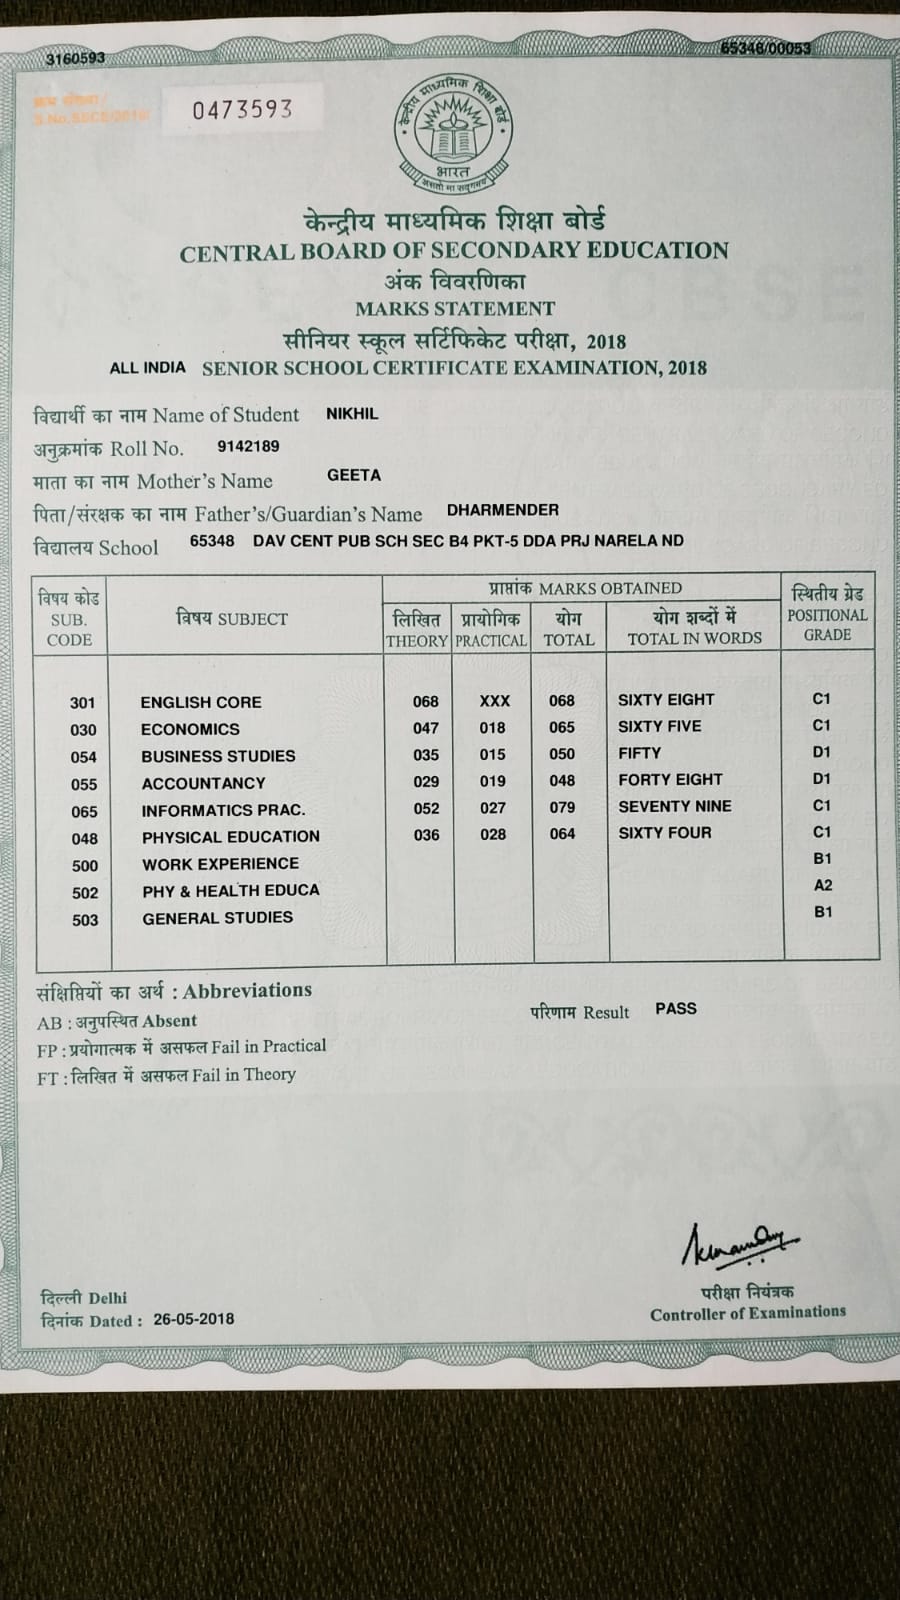 3160593
65348/00053
क्रम संख्या/
S.No.SSCE/2018/
0473593
केन्द्रीय माध्यमिक शिक्षा बोर्ड
भारत
असतो मा सद्गमय
केन्द्रीय माध्यमिक शिक्षा बोर्ड
CENTRAL BOARD OF SECONDARY EDUCATION
अंक विवरणिका
CBSE
MARKS STATEMENT
सीनियर स्कूल सर्टिफिकेट परीक्षा, 2018
ALL INDIA SENIOR SCHOOL CERTIFICATE EXAMINATION, 2018
विद्यार्थी का नाम Name of Student NIKHIL
अनुक्रमांक Roll No. 9142189
माता का नाम Mother's Name GEETA
पिता/संरक्षक का नाम Father's/Guardian's Name DHARMENDER
विद्यालय School 65348 DAV CENT PUB SCH SEC B4 PKT-5 DDA PRJ NARELA ND
विषय कोड SUB. CODE विषय SUBJECT प्राप्तांक MARKS OBTAINED स्थितीय ग्रेड POSITIONAL GRADE
लिखित THEORY प्रायोगिक PRACTICAL योग TOTAL योग शब्दों में TOTAL IN WORDS
301 ENGLISH CORE 068 XXX 068 SIXTY EIGHT C1
030 ECONOMICS 047 018 065 SIXTY FIVE C1
054 BUSINESS STUDIES 035 015 050 FIFTY D1
055 ACCOUNTANCY 029 019 048 FORTY EIGHT D1
065 INFORMATICS PRAC. 052 027 079 SEVENTY NINE C1
048 PHYSICAL EDUCATION 036 028 064 SIXTY FOUR C1
500 WORK EXPERIENCE B1
502 PHY & HEALTH EDUCA A2
503 GENERAL STUDIES B1
संक्षिप्तियों का अर्थ : Abbreviations
AB : अनुपस्थित Absent
परिणाम Result PASS
FP : प्रयोगात्मक में असफल Fail in Practical
FT : लिखित में असफल Fail in Theory
दिल्ली Delhi
दिनांक Dated : 26-05-2018
परीक्षा नियंत्रक
Controller of Examinations